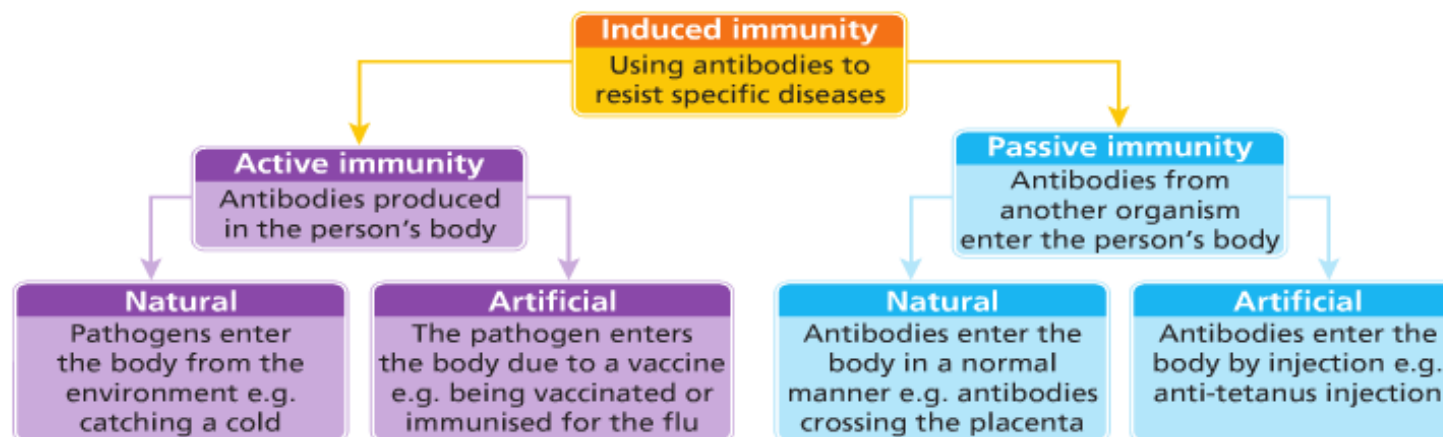 Induced immunity
Using antibodies to
resist specific diseases
Active immunity
Antibodies produced
in the person's body
Passive immunity
Antibodies from
another organism
enter the person's body
Natural
Pathogens enter
the body from the
environment e.g.
catching a cold
Artificial
The pathogen enters
the body due to a vaccine
e.g. being vaccinated or
immunised for the flu
Natural
Antibodies enter the
body in a normal
manner e.g. antibodies
crossing the placenta
Artificial
Antibodies enter the
body by injection e.g.
anti-tetanus injection